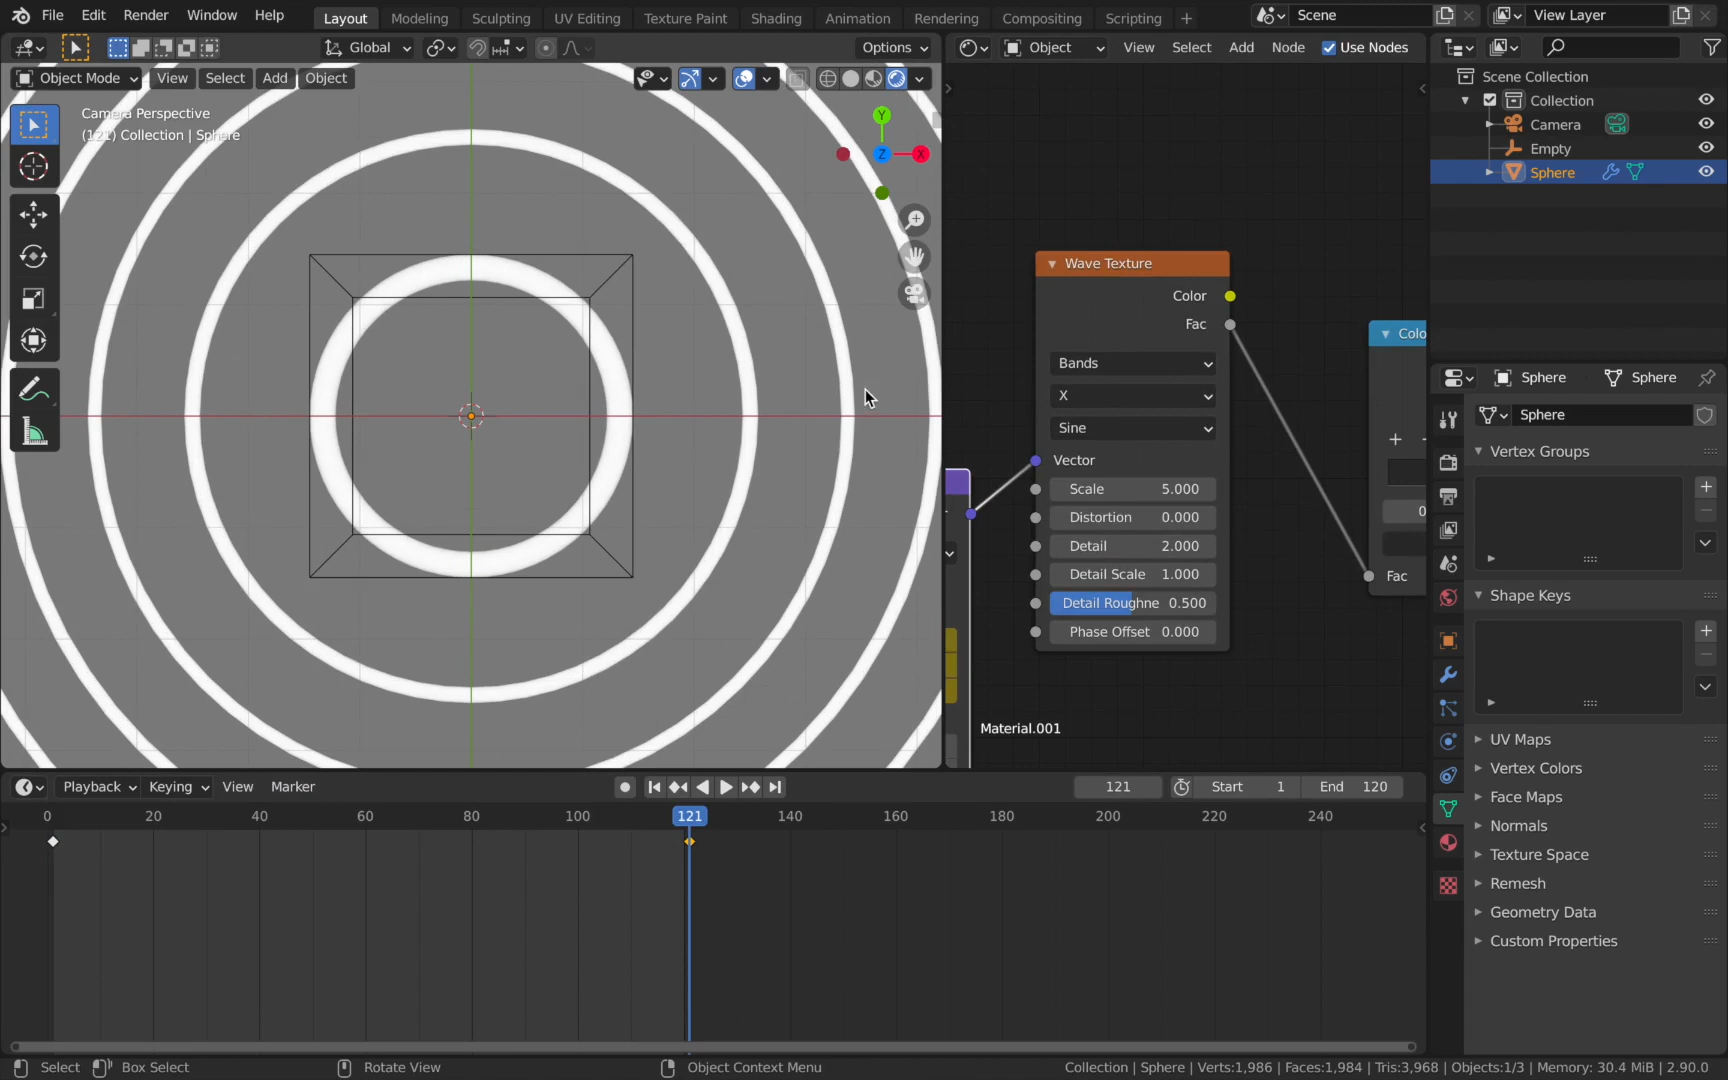 File Edit Render Window Help
Layout Modeling Sculpting UV Editing Texture Paint Shading Animation Rendering Compositing Scripting +
Scene
View Layer
Global
Options
Object
View Select Add Node Use Nodes
Object Mode View Select Add Object
Camera Perspective
(121) Collection | Sphere
Y
Z
X
Wave Texture
Color
Fac
Bands
X
Sine
Vector
Scale 5.000
Distortion 0.000
Detail 2.000
Detail Scale 1.000
Detail Roughne 0.500
Phase Offset 0.000
Colo
0
Fac
Material.001
Scene Collection
Collection
Camera
Empty
Sphere
Sphere Sphere
Sphere
Vertex Groups
Shape Keys
UV Maps
Vertex Colors
Face Maps
Normals
Texture Space
Remesh
Geometry Data
Custom Properties
Playback Keying View Marker
121 Start 1 End 120
0 20 40 60 80 100 121 140 160 180 200 220 240
Select Box Select Rotate View Object Context Menu
Collection | Sphere | Verts:1,986 | Faces:1,984 | Tris:3,968 | Objects:1/3 | Memory: 30.4 MiB | 2.90.0